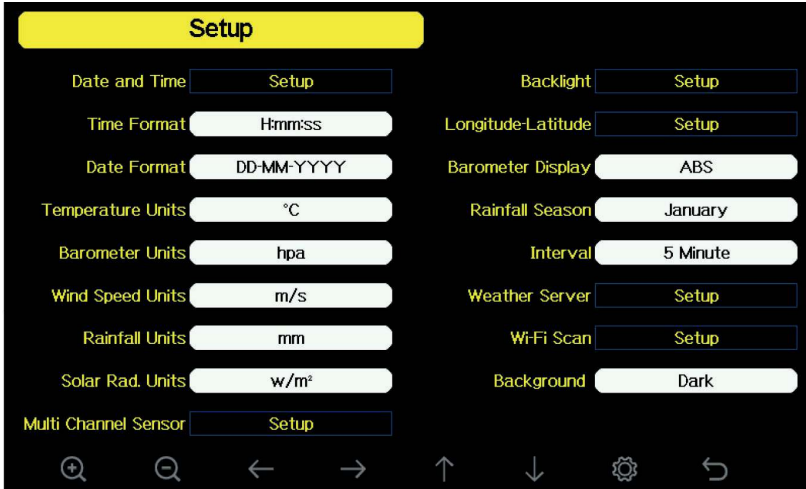 Setup
Date and Time Setup
Time Format H:mm:ss
Date Format DD-MM-YYYY
Temperature Units °C
Barometer Units hpa
Wind Speed Units m/s
Rainfall Units mm
Solar Rad. Units w/m²
Multi Channel Sensor Setup
Backlight Setup
Longitude-Latitude Setup
Barometer Display ABS
Rainfall Season January
Interval 5 Minute
Weather Server Setup
Wi-Fi Scan Setup
Background Dark